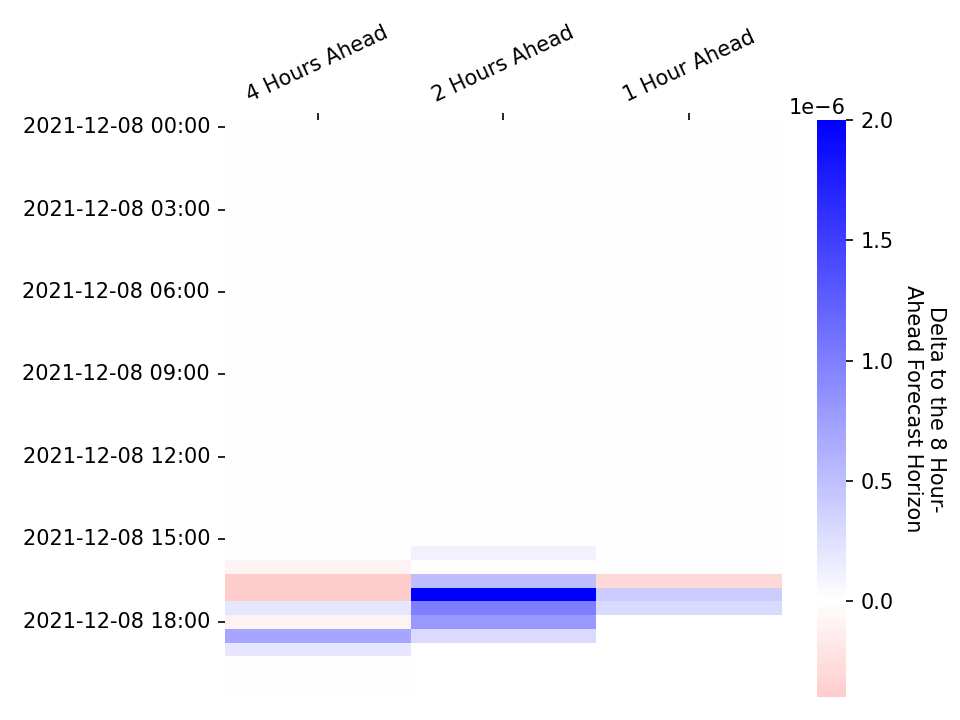 4 Hours Ahead
2 Hours Ahead
1 Hour Ahead
2021-12-08 00:00
2021-12-08 03:00
2021-12-08 06:00
2021-12-08 09:00
2021-12-08 12:00
2021-12-08 15:00
2021-12-08 18:00
1e−6
2.0
1.5
1.0
0.5
0.0
Delta to the 8 Hour-
Ahead Forecast Horizon